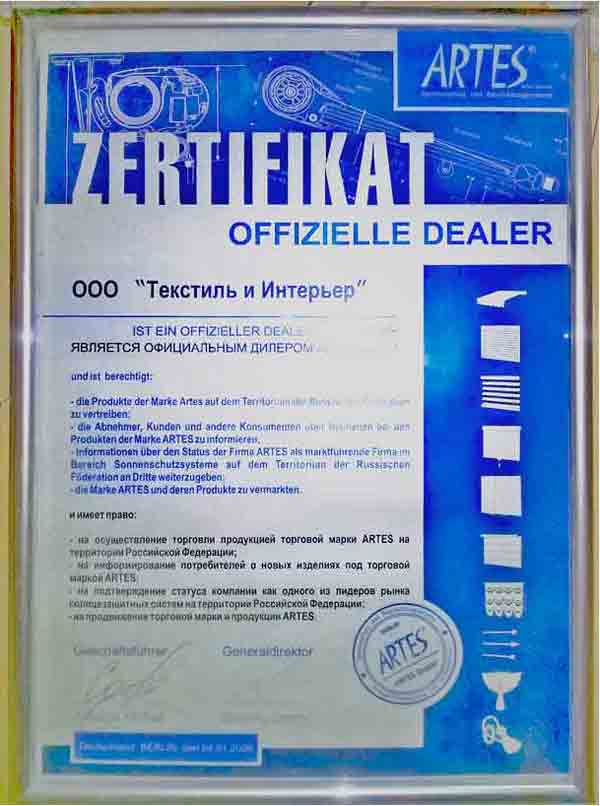 ARTES®
ZERTIFIKAT
OFFIZIELLE DEALER
ООО "Текстиль и Интерьер"
IST EIN OFFIZIELLER DEALE
ЯВЛЯЕТСЯ ОФИЦИАЛЬНЫМ ДИЛЕРОМ
und ist berechtigt:
- die Produkte der Marke Artes auf dem Territorium der
zu vertreiben;
- die Abnehmer, Kunden und andere Konsumenten über
Produkten der Marke ARTES zu informieren,
- Informationen über den Status der Firma ARTES als marktführende Firma im
Bereich Sonnenschutzsysteme auf dem Territorium der Russischen
Föderation an Dritte weiterzugeben;
- die Marke ARTES und deren Produkte zu vermarkten.
и имеет право:
- на осуществление торговли продукцией торговой марки ARTES на
территории Российской Федерации;
- на информирование потребителей о новых изделиях под торговой
маркой ARTES;
- на подтверждение статуса компании как одного из лидеров рынка
солнцезащитных систем на территории Российской Федерации;
- на продвижение торговой марки и продукции ARTES
Geschäftsführer Generaldirektor
ARTES